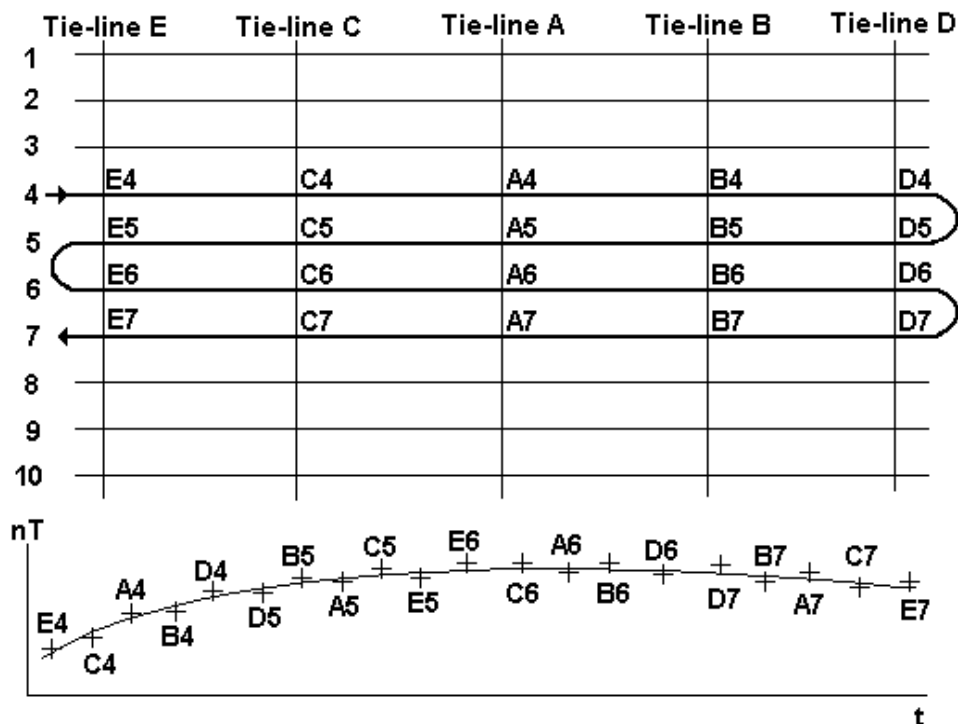 Tie-line E Tie-line C Tie-line A Tie-line B Tie-line D
1
2
3
4 E4 C4 A4 B4 D4
5 E5 C5 A5 B5 D5
6 E6 C6 A6 B6 D6
7 E7 C7 A7 B7 D7
8
9
10
nT
E4 C4 A4 B4 D4 D5 B5 A5 C5 E5 E6 C6 A6 B6 D6 D7 B7 A7 C7 E7
t